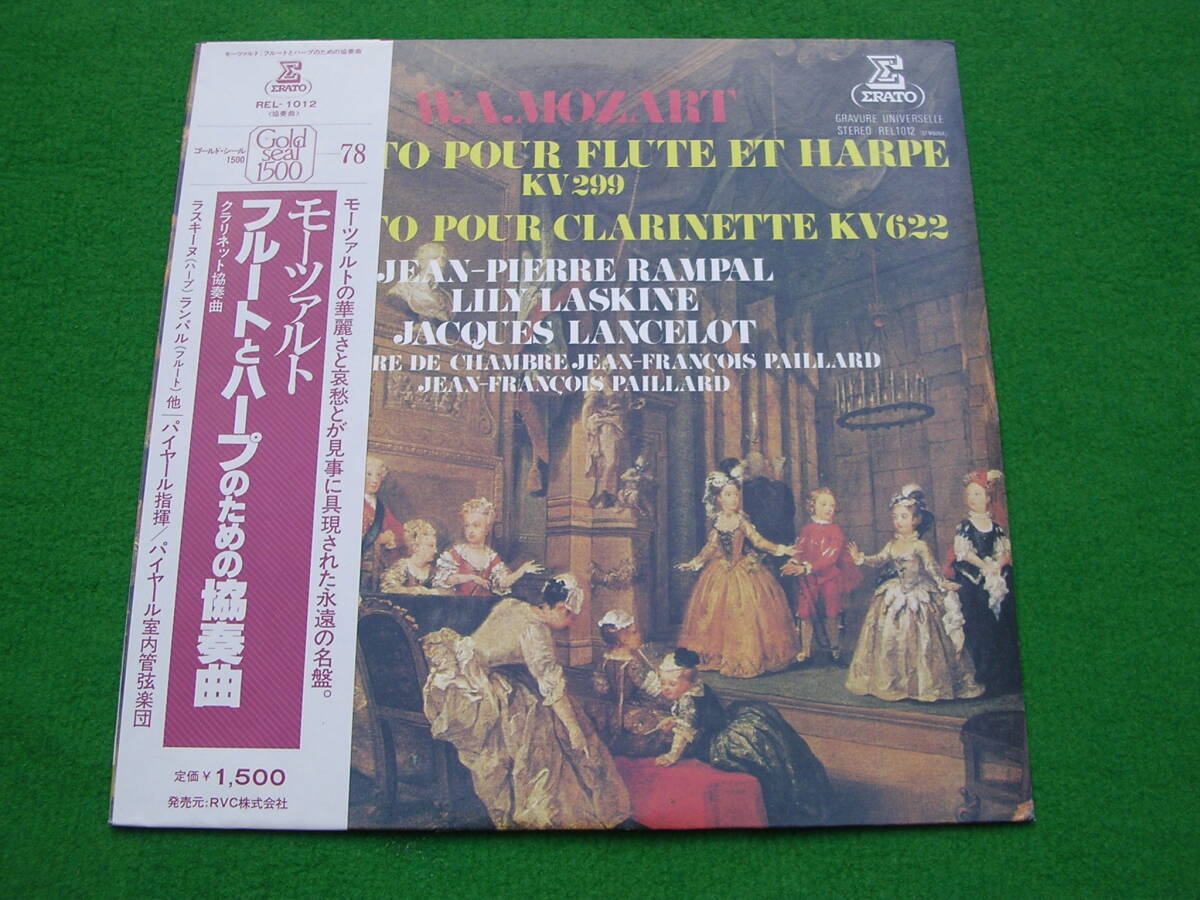 モーツァルト：フルートとハープのための協奏曲
ERATO
REL-1012
(協奏曲)
ゴールド・シール
1500
Gold
seal
1500
78
モーツァルトの華麗さと哀愁とが見事に具現された永遠の名盤。
モーツァルト
フルートとハープのための協奏曲
クラリネット協奏曲
ラスキーヌ(ハープ) ランパル(フルート) 他 パイヤール指揮／パイヤール室内管弦楽団
定価￥1,500
発売元:RVC株式会社
ERATO
GRAVURE UNIVERSELLE
STEREO REL1012
W.A.MOZART
TO POUR FLUTE ET HARPE
KV299
TO POUR CLARINETTE KV622
JEAN-PIERRE RAMPAL
LILY LASKINE
JACQUES LANCELOT
RE DE CHAMBRE JEAN-FRANÇOIS PAILLARD
JEAN-FRANÇOIS PAILLARD